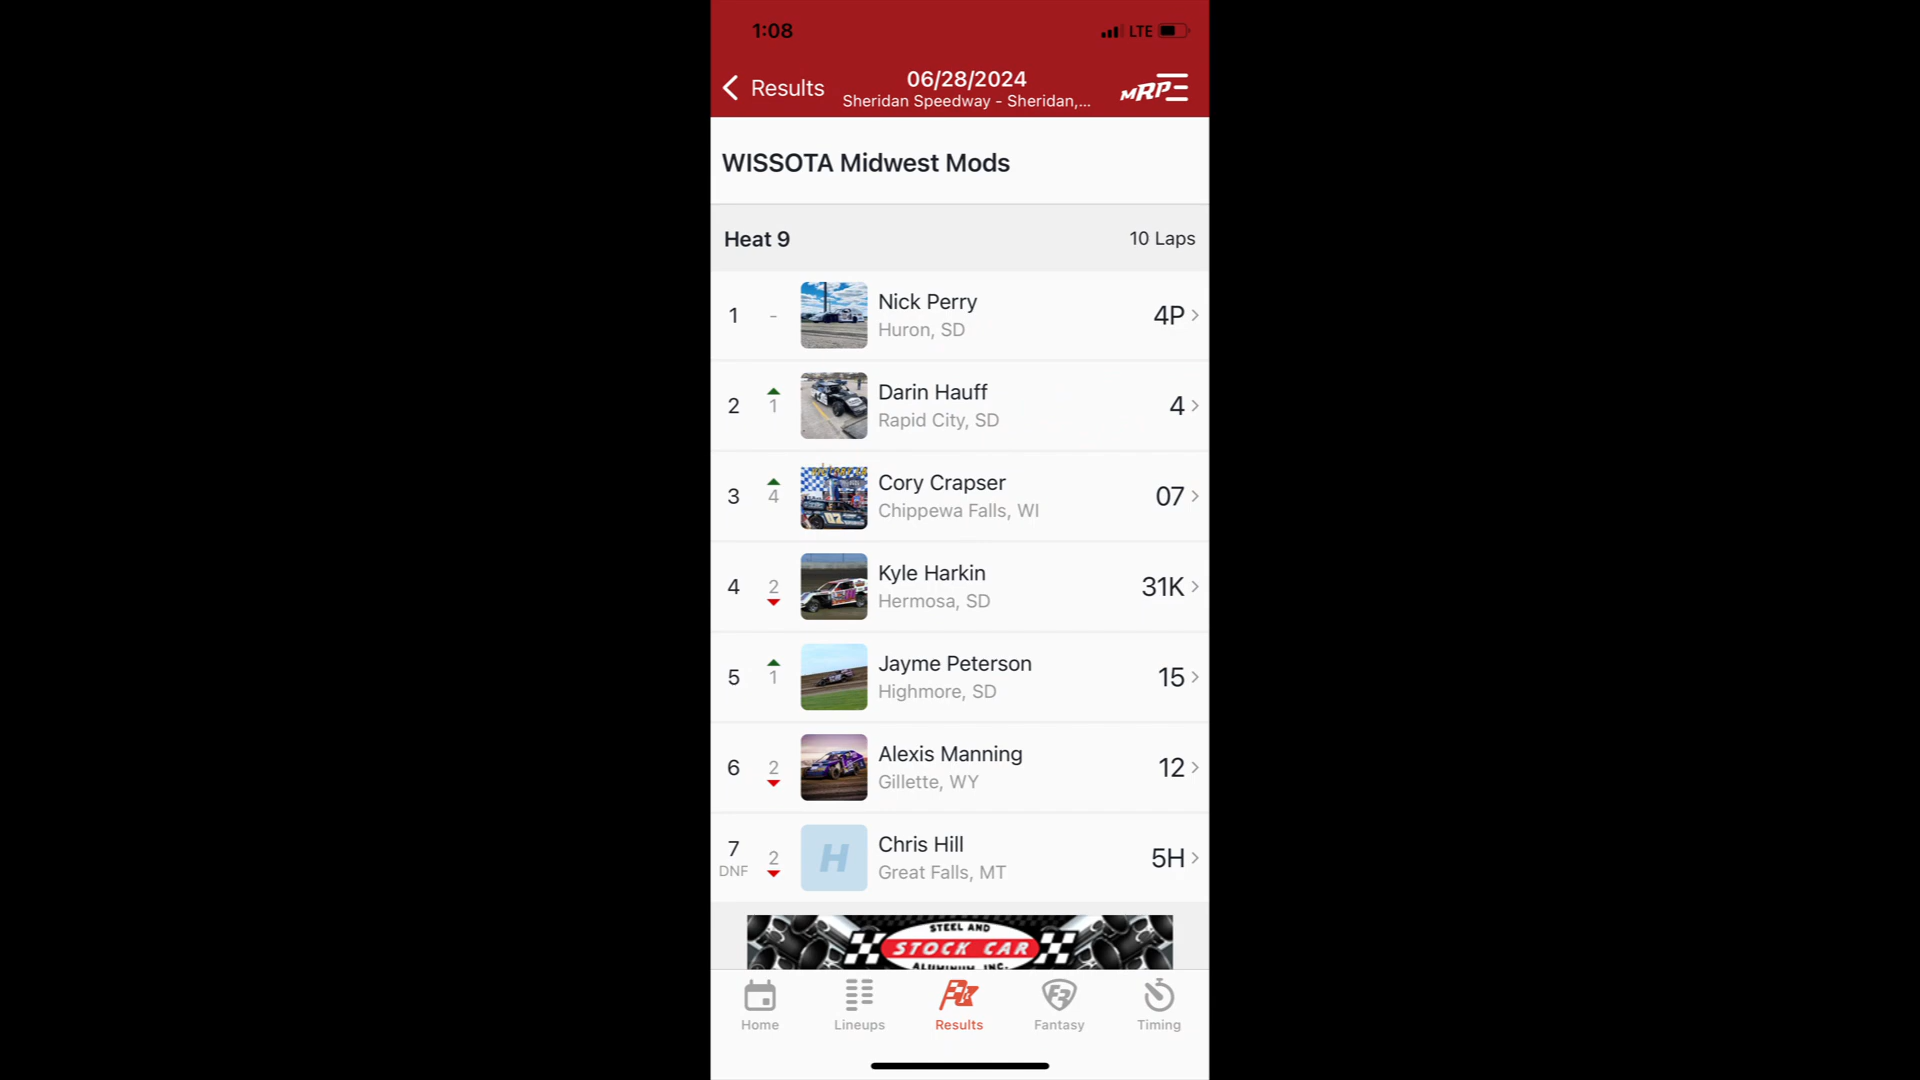 1:08
LTE
Results
06/28/2024
Sheridan Speedway - Sheridan,...
MRP
WISSOTA Midwest Mods
Heat 9
10 Laps
1 - Nick Perry 4P
Huron, SD
2 1 Darin Hauff 4
Rapid City, SD
3 4 Cory Crapser 07
Chippewa Falls, WI
4 2 Kyle Harkin 31K
Hermosa, SD
5 1 Jayme Peterson 15
Highmore, SD
6 2 Alexis Manning 12
Gillette, WY
7 2 H Chris Hill 5H
DNF Great Falls, MT
STEEL AND
STOCK CAR
ALUMINUM, INC.
Home Lineups Results Fantasy Timing